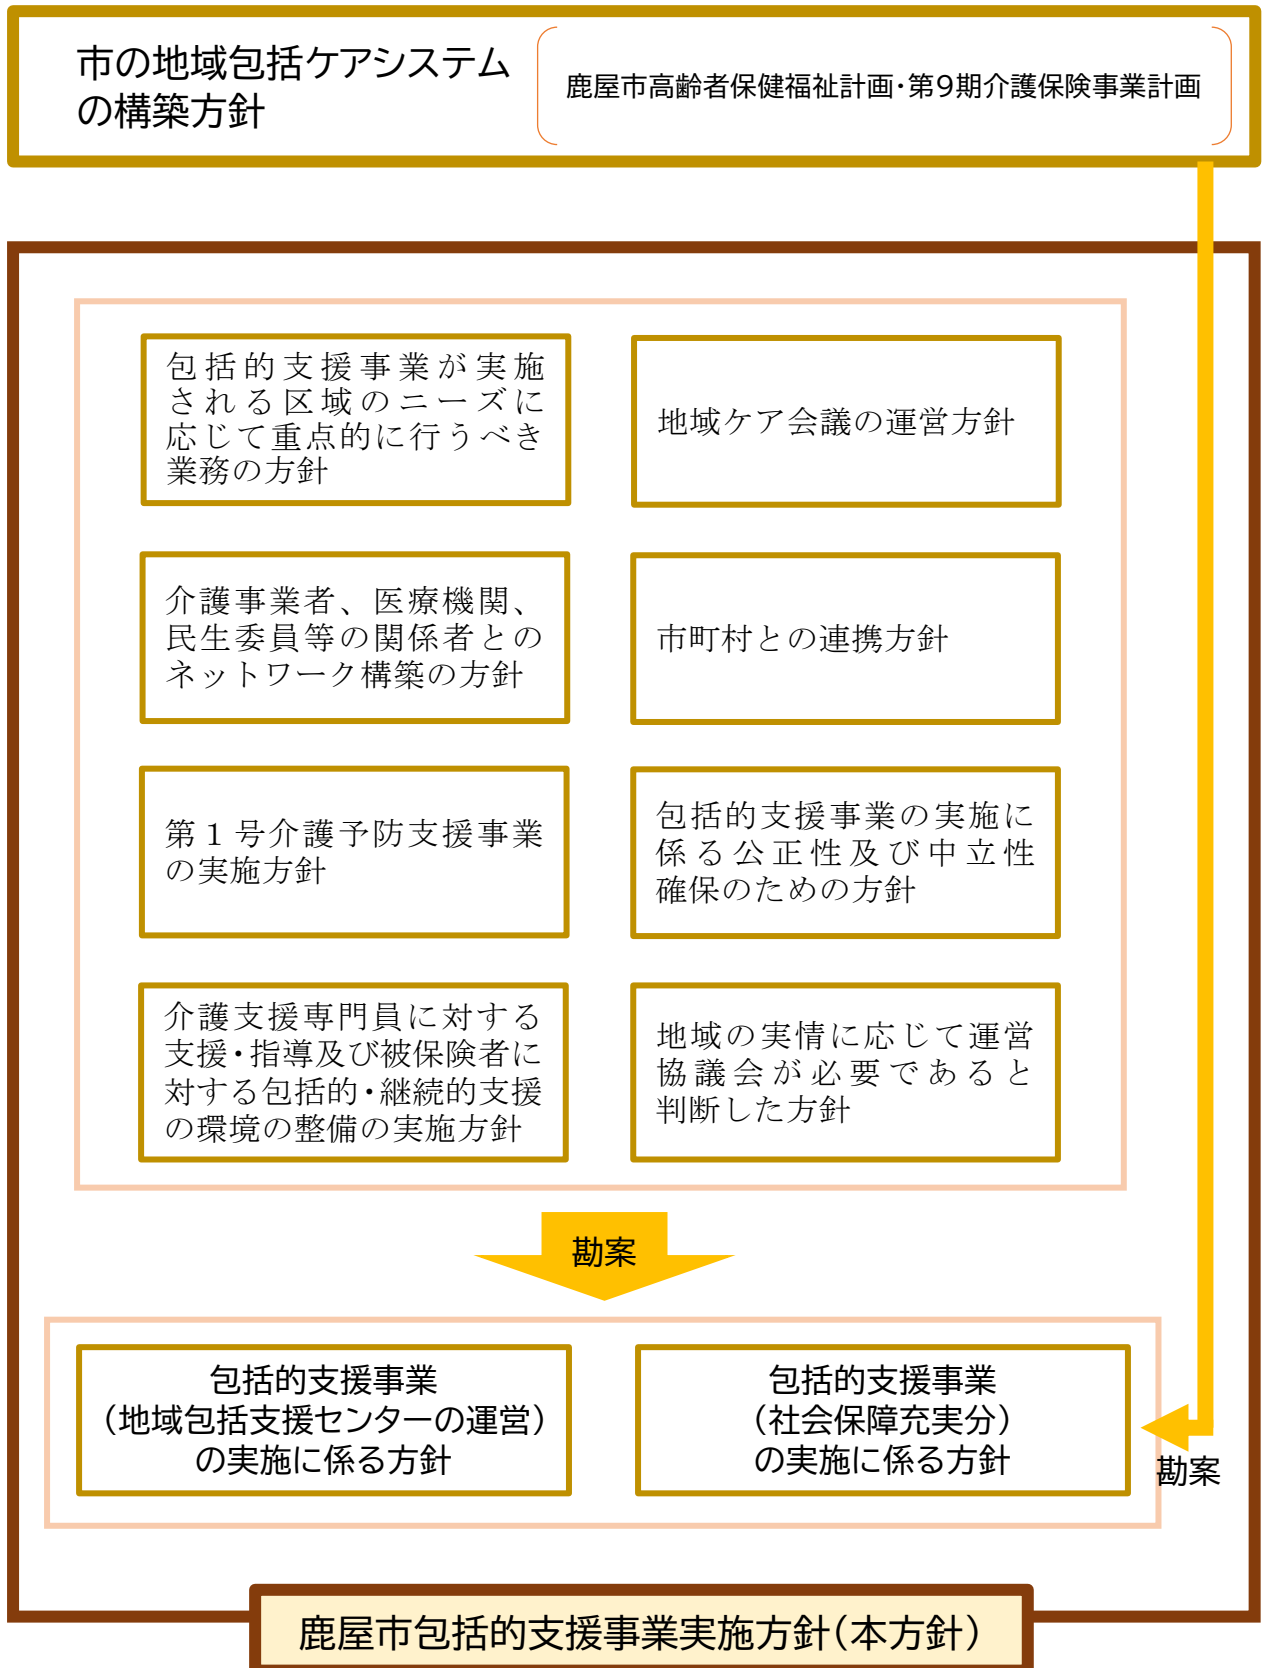 市の地域包括ケアシステム
の構築方針
鹿屋市高齢者保健福祉計画・第9期介護保険事業計画
包括的支援事業が実施
される区域のニーズに
応じて重点的に行うべき
業務の方針
地域ケア会議の運営方針
介護事業者、医療機関、
民生委員等の関係者との
ネットワーク構築の方針
市町村との連携方針
第1号介護予防支援事業
の実施方針
包括的支援事業の実施に
係る公正性及び中立性
確保のための方針
介護支援専門員に対する
支援・指導及び被保険者に
対する包括的・継続的支援
の環境の整備の実施方針
地域の実情に応じて運営
協議会が必要であると
判断した方針
勘案
包括的支援事業
(地域包括支援センターの運営)
の実施に係る方針
包括的支援事業
(社会保障充実分)
の実施に係る方針
勘案
鹿屋市包括的支援事業実施方針(本方針)